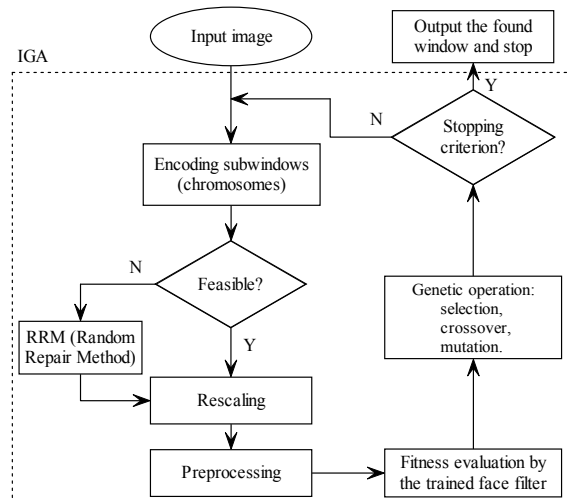 Input image
Output the found
window and stop
IGA
Y
N
Stopping
criterion?
Encoding subwindows
(chromosomes)
N
Feasible?
Y
RRM (Random
Repair Method)
Genetic operation:
selection,
crossover,
mutation.
Rescaling
Preprocessing
Fitness evaluation by
the trained face filter